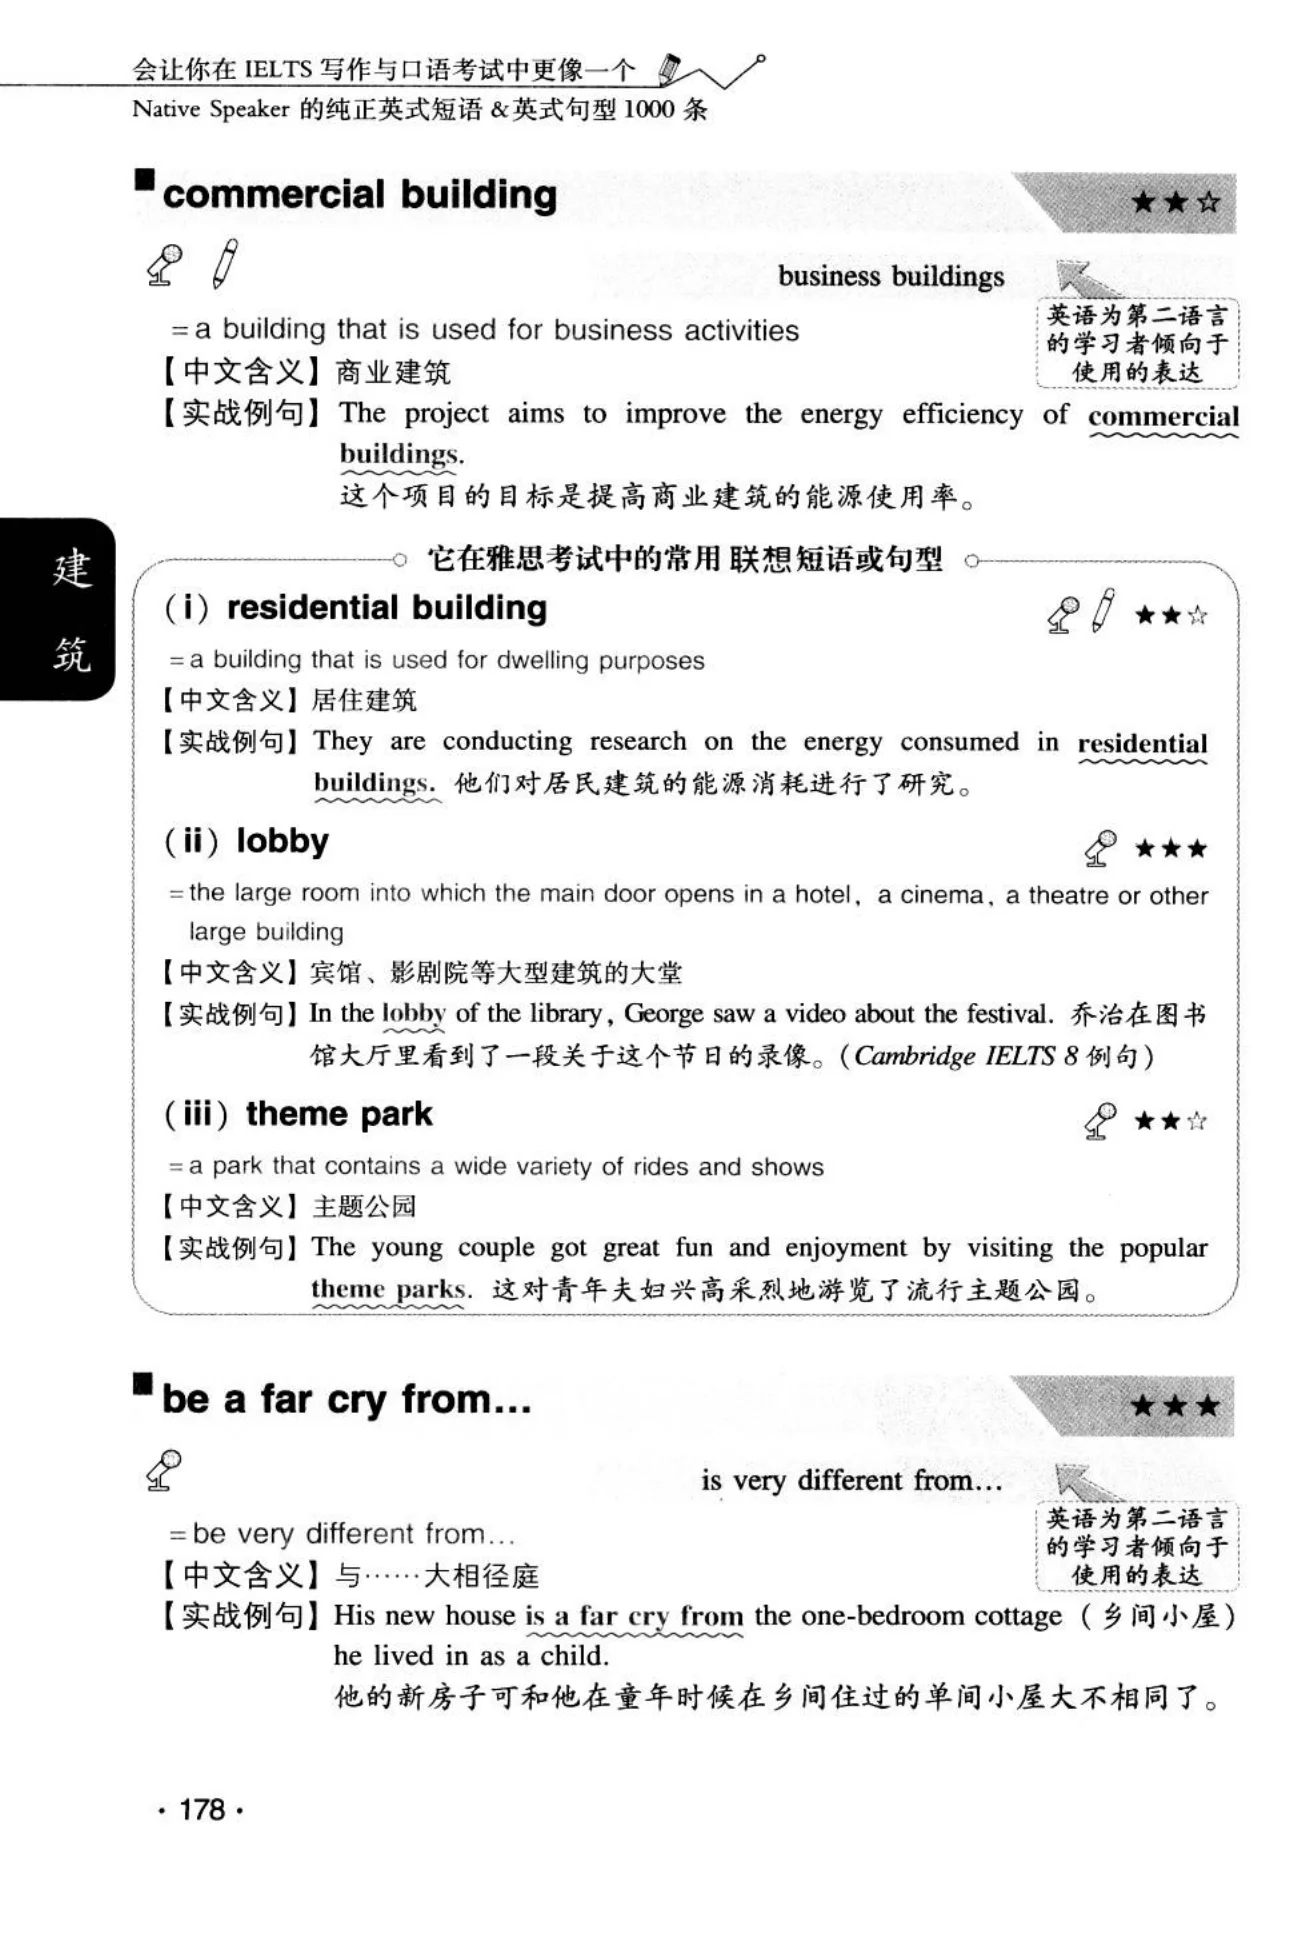 会让你在 IELTS 写作与口语考试中更像一个
Native Speaker 的纯正英式短语 &英式句型 1000 条
commercial building ★★☆
business buildings
英语为第二语言
的学习者倾向于
使用的表达
=a building that is used for business activities
【中文含义】商业建筑
【实战例句】The project aims to improve the energy efficiency of commercial
buildings.
这个项目的目标是提高商业建筑的能源使用率。
建
筑
它在雅思考试中的常用联想短语或句型
(i) residential building ★★☆
=a building that is used for dwelling purposes
【中文含义】居住建筑
【实战例句】They are conducting research on the energy consumed in residential
buildings. 他们对居民建筑的能源消耗进行了研究。
(ii) lobby ★★★
=the large room into which the main door opens in a hotel, a cinema, a theatre or other
large building
【中文含义】宾馆、影剧院等大型建筑的大堂
【实战例句】In the lobby of the library, George saw a video about the festival. 乔治在图书
馆大厅里看到了一段关于这个节日的录像。(Cambridge IELTS 8 例句)
(iii) theme park ★★☆
=a park that contains a wide variety of rides and shows
【中文含义】主题公园
【实战例句】The young couple got great fun and enjoyment by visiting the popular
theme parks. 这对青年夫妇兴高采烈地游览了流行主题公园。
be a far cry from... ★★★
is very different from...
英语为第二语言
的学习者倾向于
使用的表达
=be very different from...
【中文含义】与……大相径庭
【实战例句】His new house is a far cry from the one-bedroom cottage (乡间小屋)
he lived in as a child.
他的新房子可和他在童年时候在乡间住过的单间小屋大不相同了。
· 178 ·